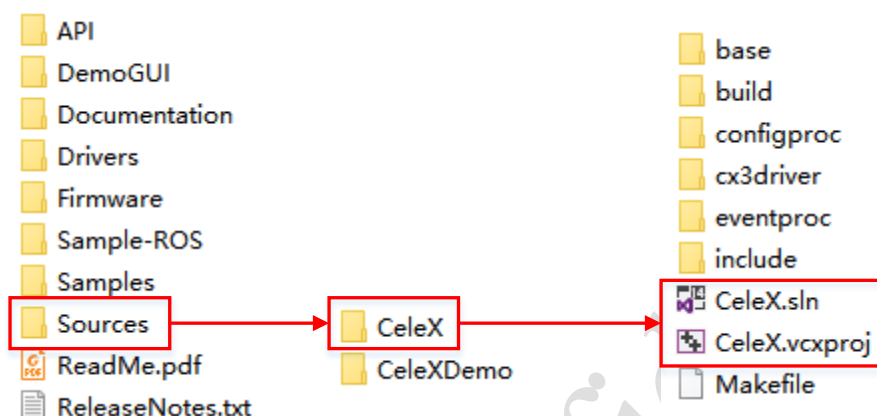 API
DemoGUI
Documentation
Drivers
Firmware
Sample-ROS
Samples
Sources
ReadMe.pdf
ReleaseNotes.txt
CeleX
CeleXDemo
base
build
configproc
cx3driver
eventproc
include
CeleX.sln
CeleX.vcxproj
Makefile